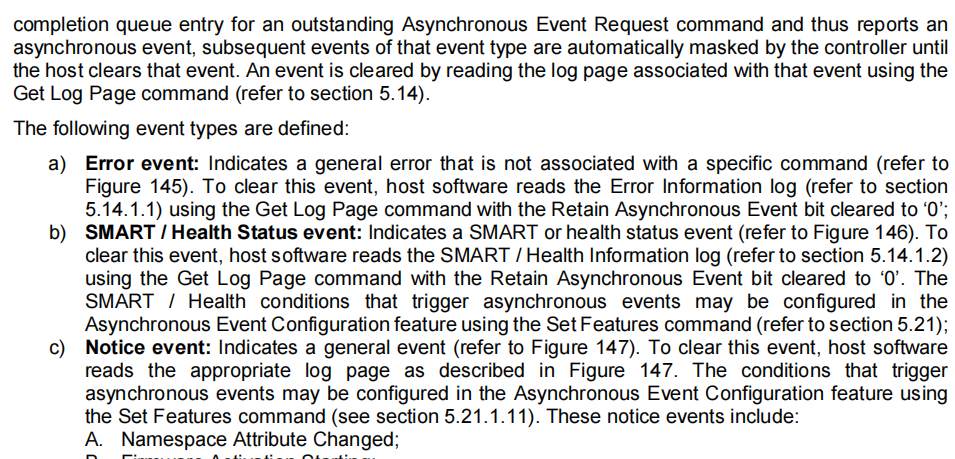 completion queue entry for an outstanding Asynchronous Event Request command and thus reports an
asynchronous event, subsequent events of that event type are automatically masked by the controller until
the host clears that event. An event is cleared by reading the log page associated with that event using the
Get Log Page command (refer to section 5.14).
The following event types are defined:
a) Error event: Indicates a general error that is not associated with a specific command (refer to
Figure 145). To clear this event, host software reads the Error Information log (refer to section
5.14.1.1) using the Get Log Page command with the Retain Asynchronous Event bit cleared to ‘0’;
b) SMART / Health Status event: Indicates a SMART or health status event (refer to Figure 146). To
clear this event, host software reads the SMART / Health Information log (refer to section 5.14.1.2)
using the Get Log Page command with the Retain Asynchronous Event bit cleared to ‘0’. The
SMART / Health conditions that trigger asynchronous events may be configured in the
Asynchronous Event Configuration feature using the Set Features command (refer to section 5.21);
c) Notice event: Indicates a general event (refer to Figure 147). To clear this event, host software
reads the appropriate log page as described in Figure 147. The conditions that trigger
asynchronous events may be configured in the Asynchronous Event Configuration feature using
the Set Features command (see section 5.21.1.11). These notice events include:
A. Namespace Attribute Changed;